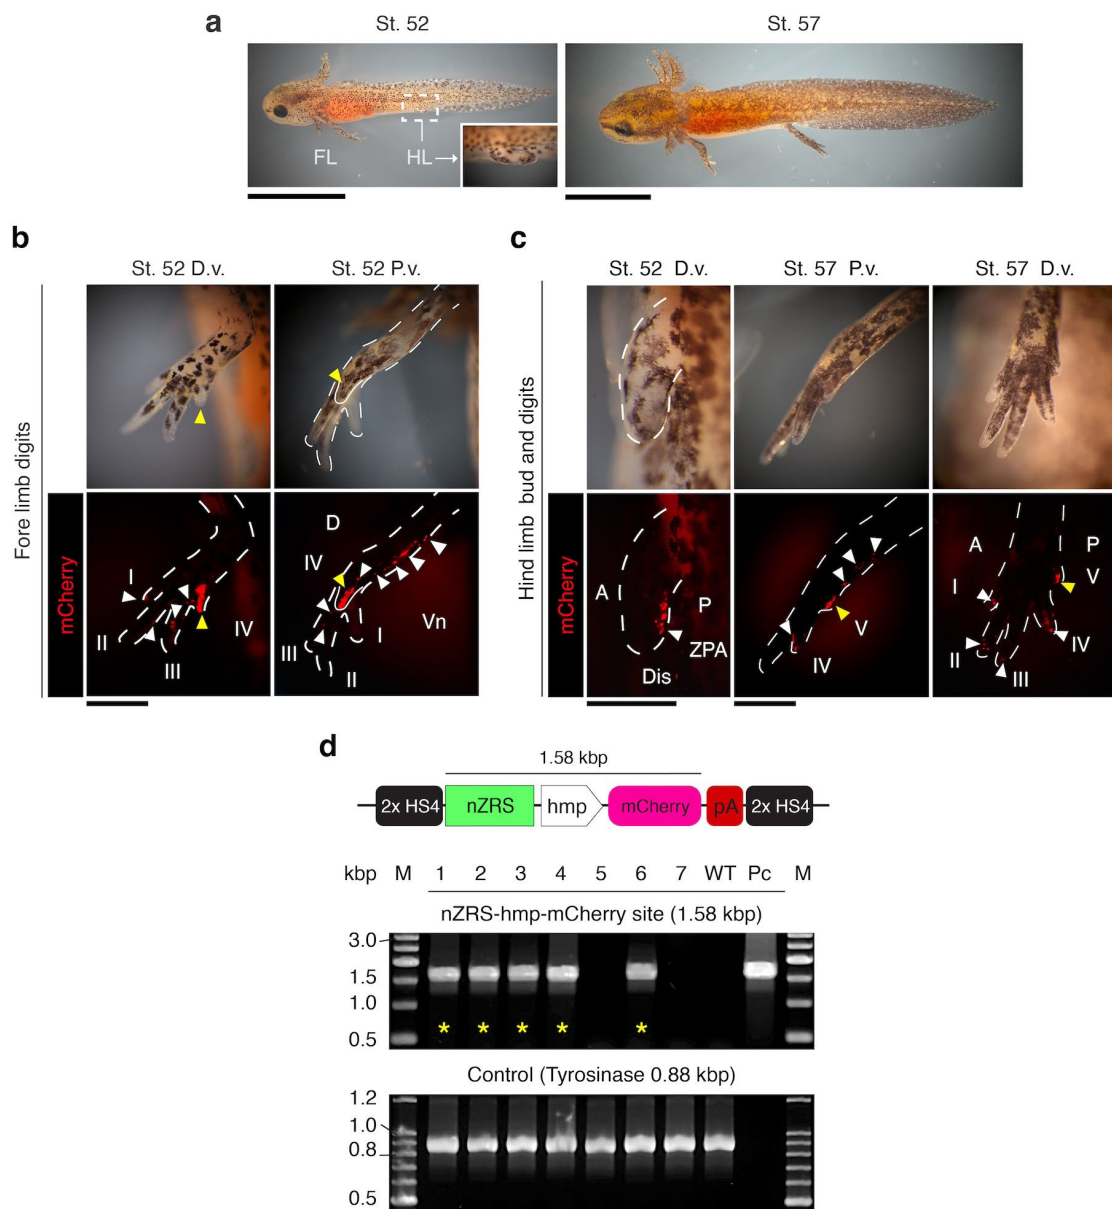 a
St. 52
St. 57
FL
HL
b
c
St. 52 D.v.
St. 52 P.v.
St. 52 D.v.
St. 57 P.v.
St. 57 D.v.
Fore limb digits
Hind limb bud and digits
mCherry
I
II
III
IV
D
IV
III
II
I
Vn
mCherry
A
P
ZPA
Dis
V
IV
A
P
V
I
IV
II
III
d
1.58 kbp
2x HS4
nZRS
hmp
mCherry
pA
2x HS4
kbp M 1 2 3 4 5 6 7 WT Pc M
nZRS-hmp-mCherry site (1.58 kbp)
3.0
1.5
1.0
0.5
* * * * *
Control (Tyrosinase 0.88 kbp)
1.2
1.0
0.8
0.5